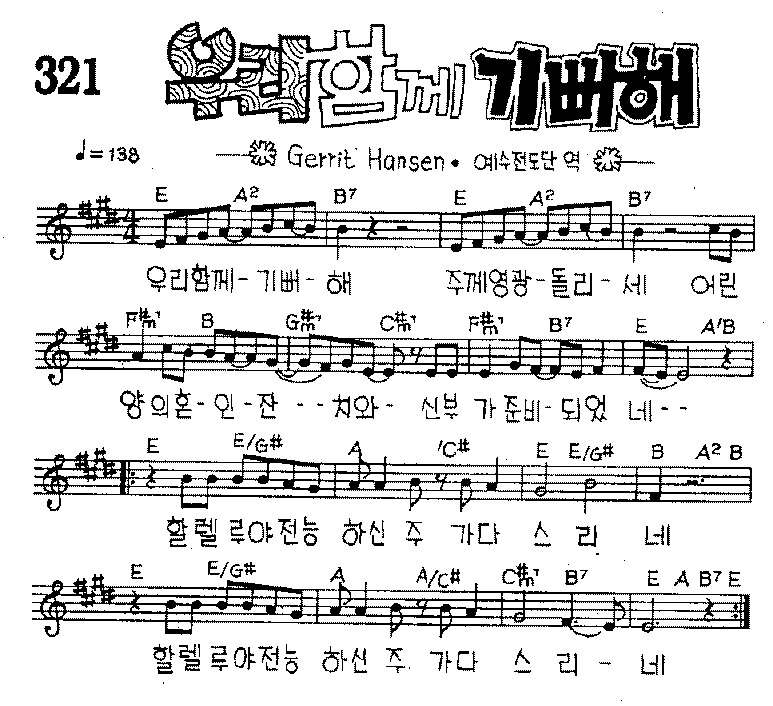 321 우리 함께 기뻐해
♩=138 Gerrit Hansen • 예수전도단 역
E A2 B7 E A2 B7
우리함께- 기뻐- 해 주께영광-돌리- 세 어린
F#m7 B G#m7 C#m7 F#m7 B7 E A/B
양의혼- 인- 잔 - - 치와- 신부 가 준비- 되었 네- -
E E/G# A /C# E E/G# B A2 B
할렐루야전능 하신 주 가다 스 리 네
E E/G# A A/C# C#m7 B7 E A B7 E
할렐루야전능 하신 주 가다 스 리 - 네